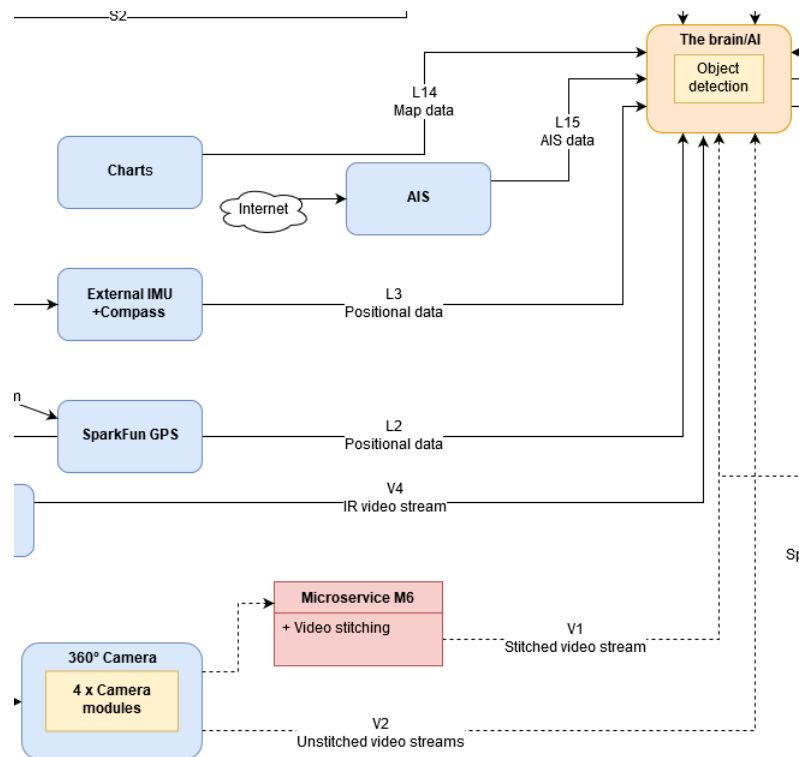 S2
The brain/AI
Object
detection
L14
Map data
L15
AIS data
Charts
Internet
AIS
External IMU
+Compass
L3
Positional data
n
SparkFun GPS
L2
Positional data
V4
IR video stream
Sp
Microservice M6
+ Video stitching
V1
Stitched video stream
360° Camera
4 x Camera
modules
V2
Unstitched video streams